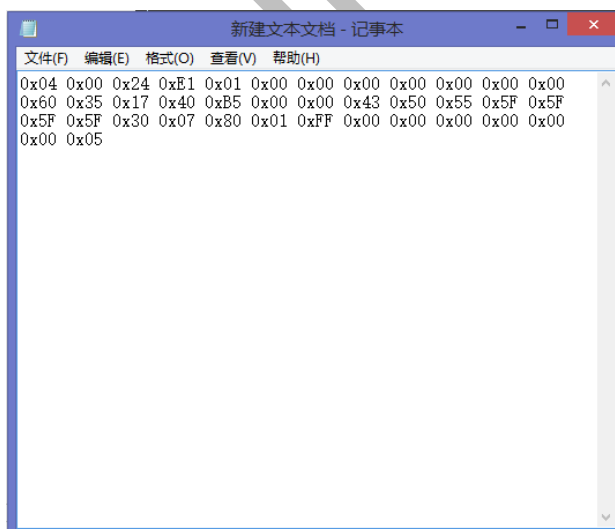 新建文本文档 - 记事本
文件(F) 编辑(E) 格式(O) 查看(V) 帮助(H)
0x04 0x00 0x24 0xE1 0x01 0x00 0x00 0x00 0x00 0x00 0x00 0x00
0x60 0x35 0x17 0x40 0xB5 0x00 0x00 0x43 0x50 0x55 0x5F 0x5F
0x5F 0x5F 0x30 0x07 0x80 0x01 0xFF 0x00 0x00 0x00 0x00 0x00
0x00 0x05